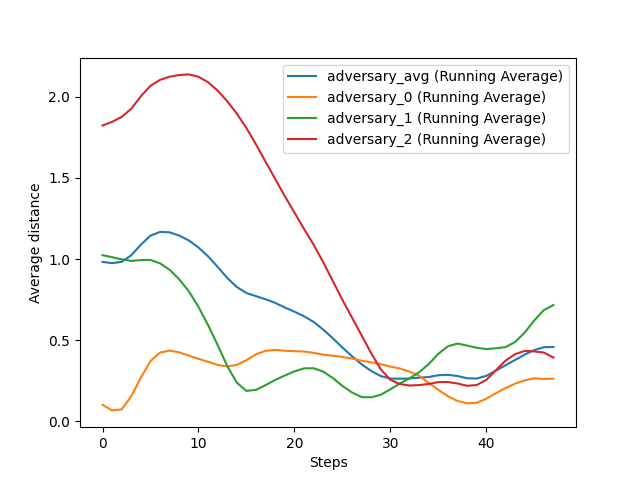 adversary_avg (Running Average)
adversary_0 (Running Average)
adversary_1 (Running Average)
adversary_2 (Running Average)
2.0
1.5
1.0
0.5
0.0
Average distance
0
10
20
30
40
Steps